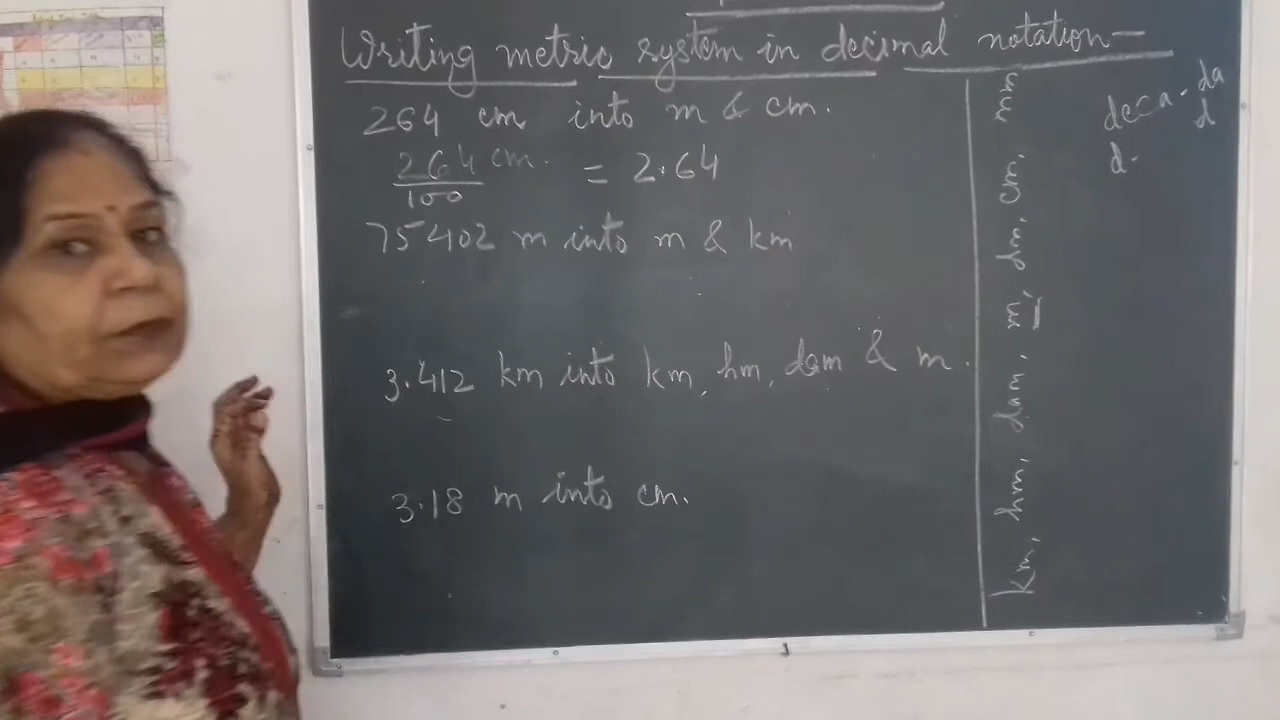 Writing metric system in decimal notation -
264 cm into m & cm.
264 cm.
100
= 2.64
75402 m into m & km
3.412 km into km, hm, dam & m.
3.18 m into cm.
Km, hm, dam, m, dm, cm, mm
deca - da
d- d